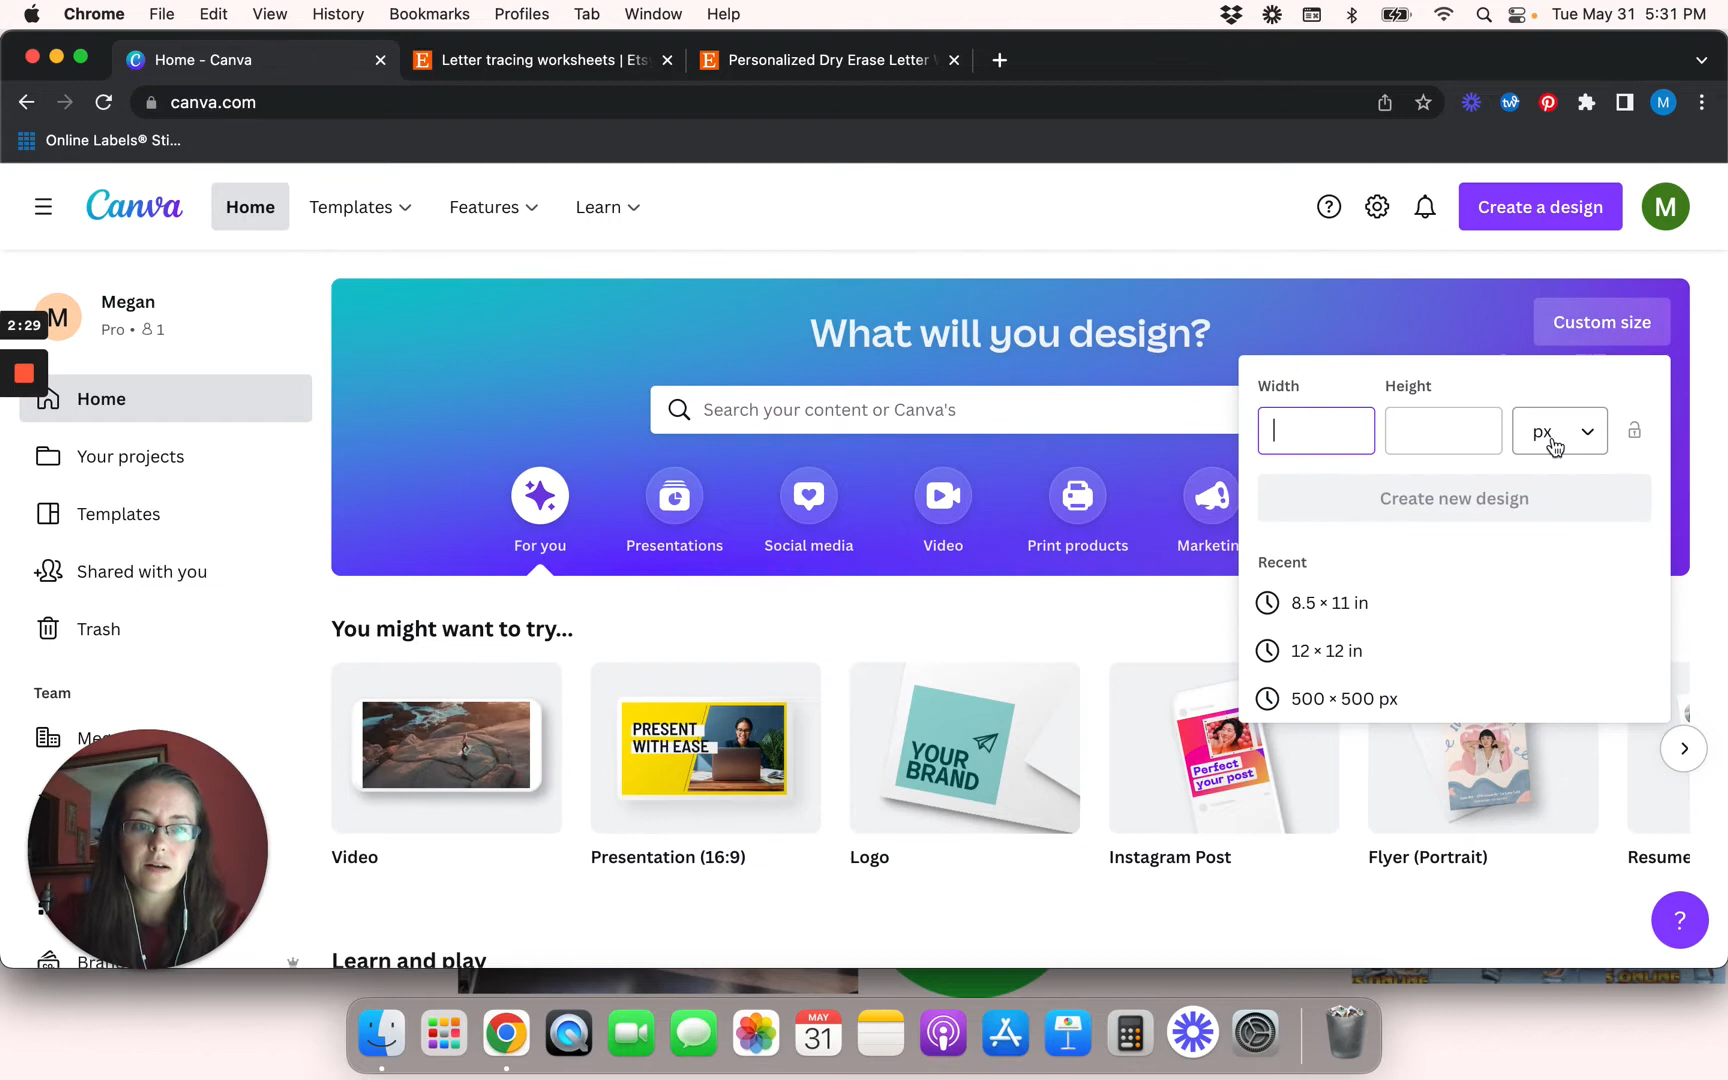 Chrome File Edit View History Bookmarks Profiles Tab Window Help
Tue May 31 5:31 PM
Home - Canva
Letter tracing worksheets | Ets
Personalized Dry Erase Letter
canva.com
M
Online Labels® Sti...
Canva
Home
Templates
Features
Learn
Create a design
M
Megan
Pro • 1
M
2:29
What will you design?
Custom size
Width
Height
px
Search your content or Canva's
Create new design
Home
Your projects
Templates
Shared with you
Trash
Team
For you
Presentations
Social media
Video
Print products
Recent
8.5 × 11 in
12 × 12 in
500 × 500 px
You might want to try...
PRESENT
WITH EASE
YOUR
BRAND
Perfect
your post
Video
Presentation (16:9)
Logo
Instagram Post
Flyer (Portrait)
Resume
?
Learn and play
MAY
31